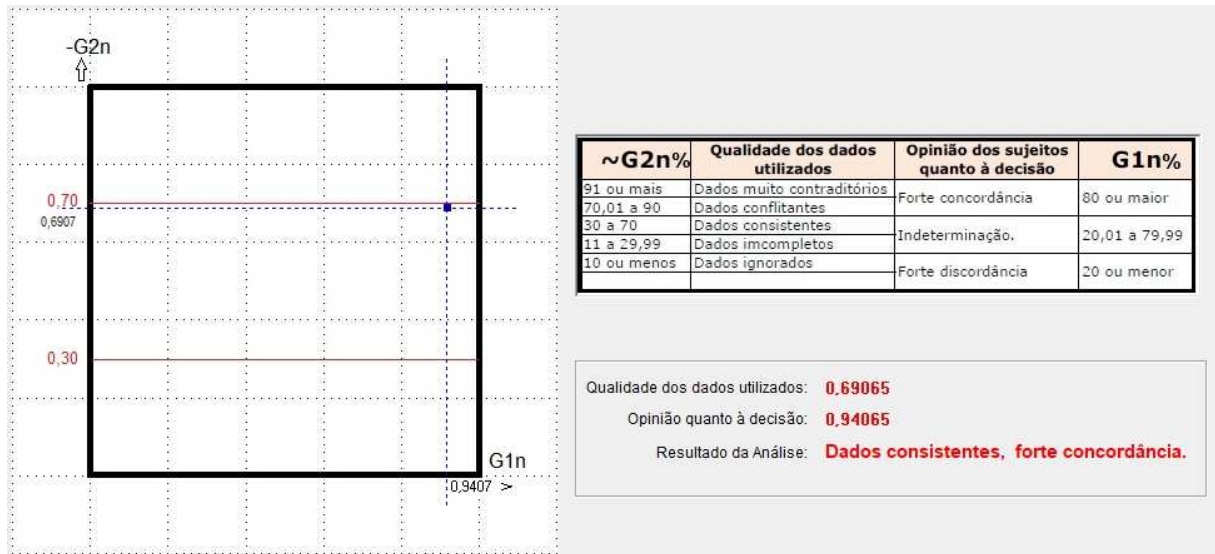 -G2n
⇧
0,70
0,6907
0,30
G1n
0,9407 >
~G2n% Qualidade dos dados utilizados Opinião dos sujeitos quanto à decisão G1n%
91 ou mais Dados muito contraditórios Forte concordância 80 ou maior
70,01 a 90 Dados conflitantes
30 a 70 Dados consistentes Indeterminação. 20,01 a 79,99
11 a 29,99 Dados imcompletos
10 ou menos Dados ignorados Forte discordância 20 ou menor
Qualidade dos dados utilizados: 0,69065
Opinião quanto à decisão: 0,94065
Resultado da Análise: Dados consistentes, forte concordância.